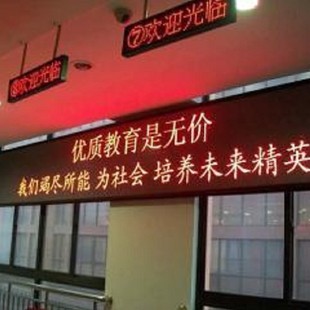 ⑦欢迎光临
⑧欢迎光临
优质教育是无价
我们竭尽所能 为社会 培养未来精英